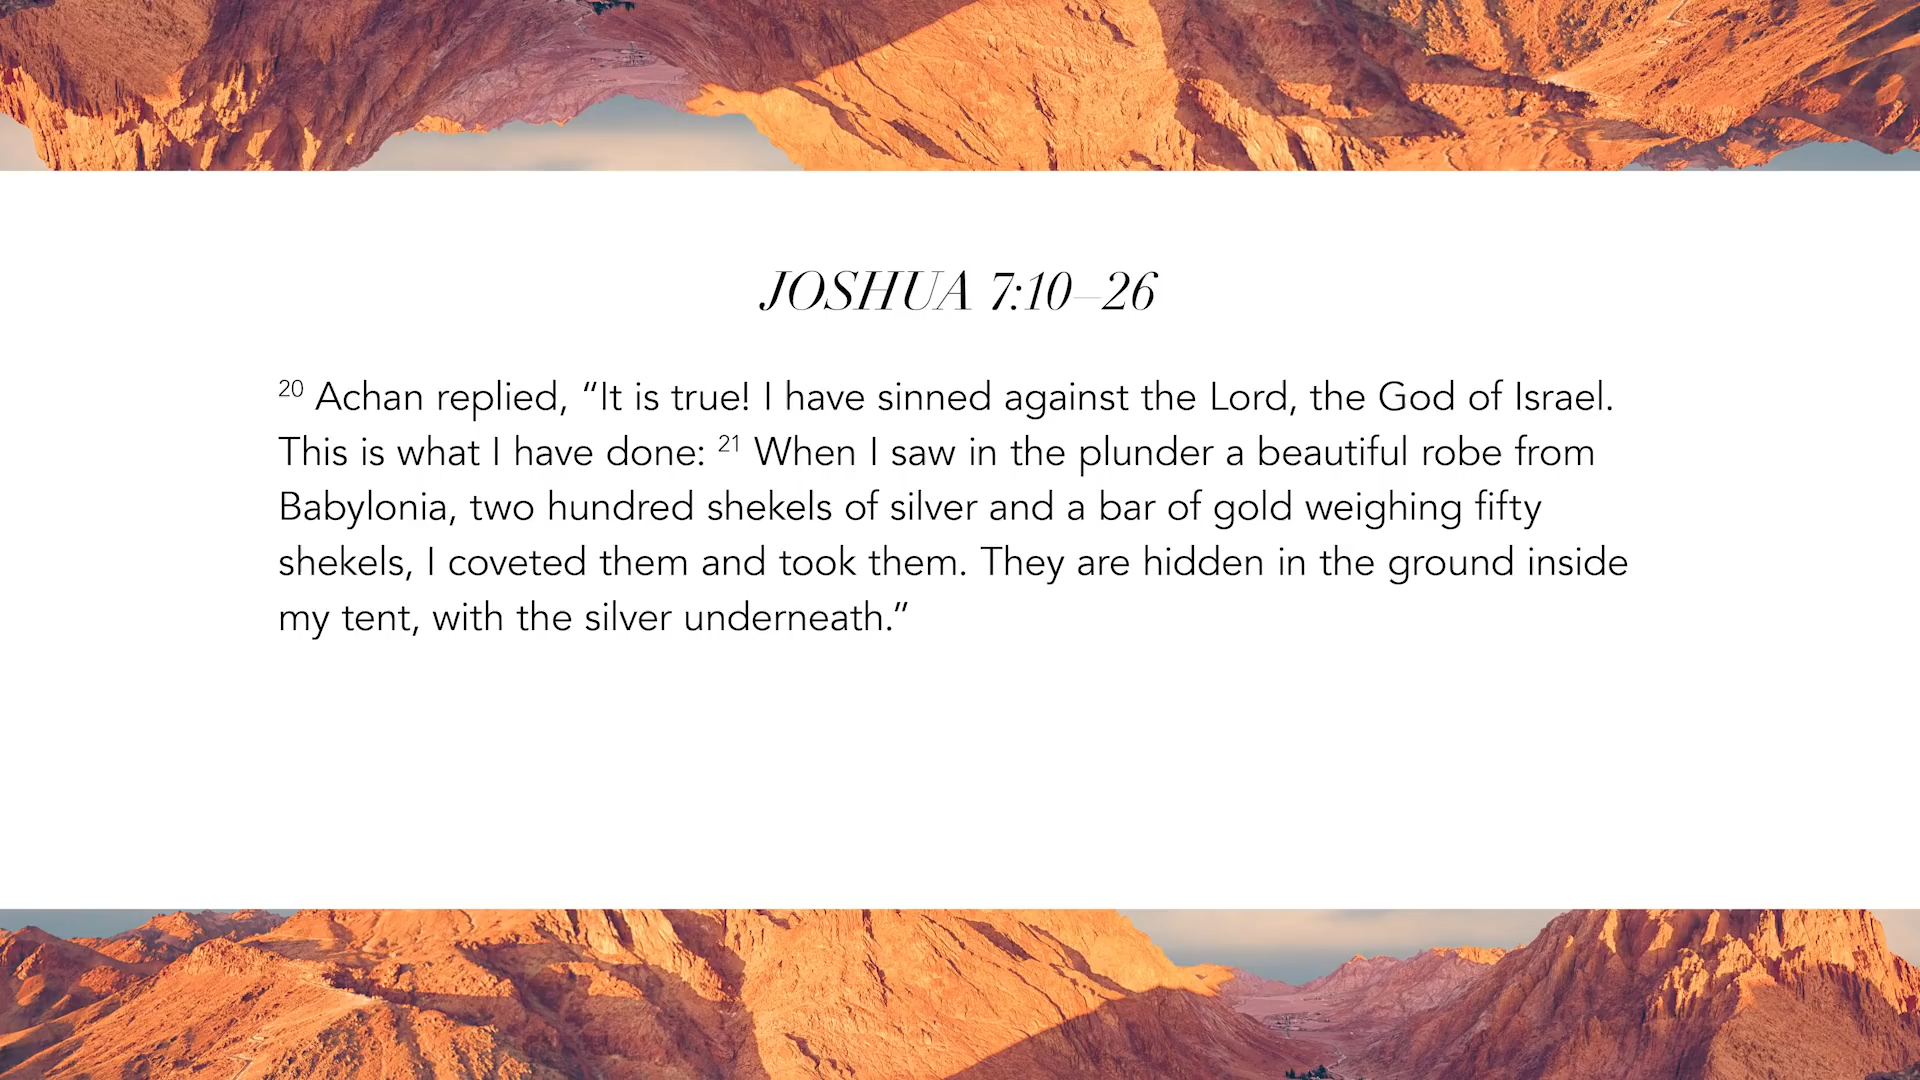 JOSHUA 7:10–26
20 Achan replied, “It is true! I have sinned against the Lord, the God of Israel.
This is what I have done: 21 When I saw in the plunder a beautiful robe from
Babylonia, two hundred shekels of silver and a bar of gold weighing fifty
shekels, I coveted them and took them. They are hidden in the ground inside
my tent, with the silver underneath.”